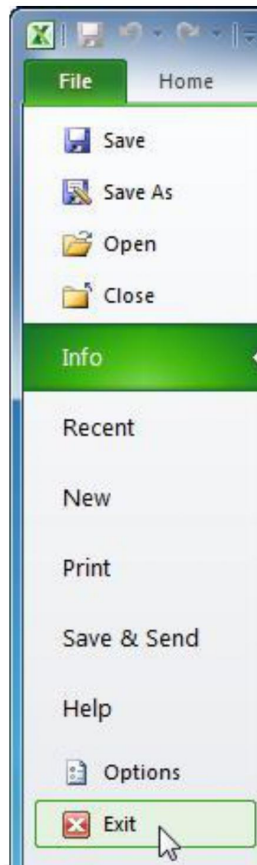 File Home
Save
Save As
Open
Close
Info
Recent
New
Print
Save & Send
Help
Options
Exit